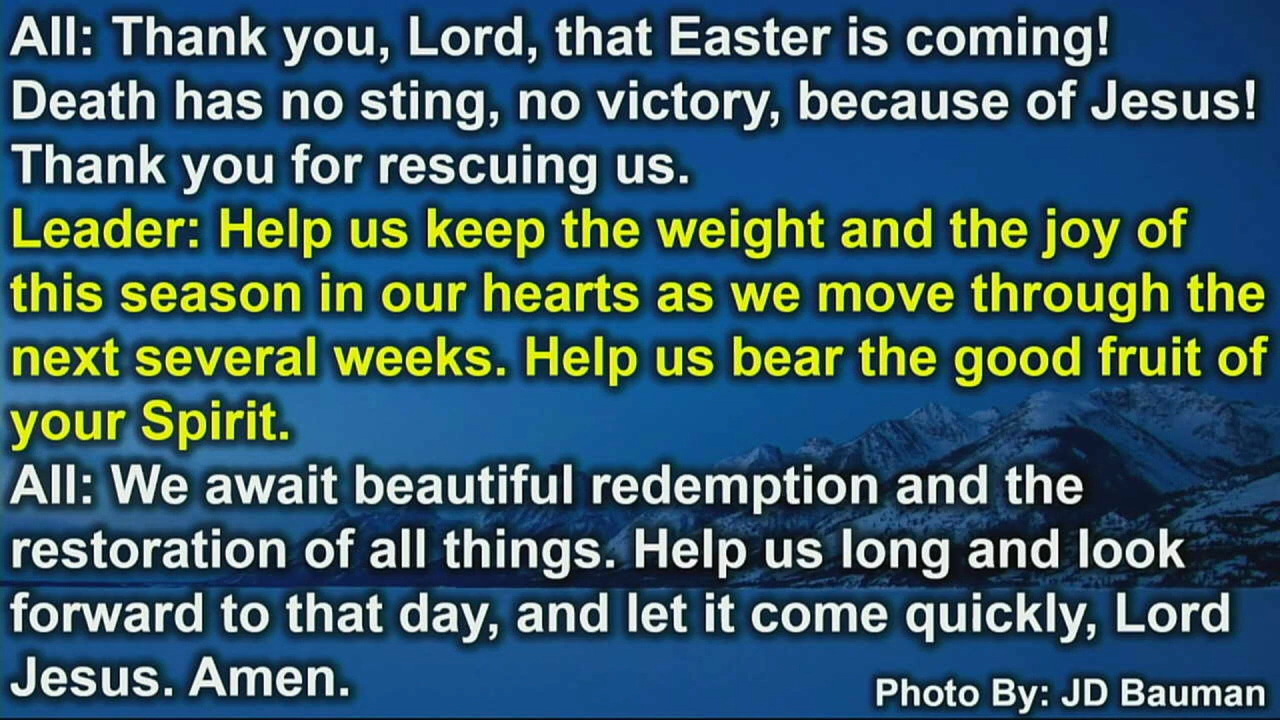 All: Thank you, Lord, that Easter is coming!
Death has no sting, no victory, because of Jesus!
Thank you for rescuing us.
Leader: Help us keep the weight and the joy of
this season in our hearts as we move through the
next several weeks. Help us bear the good fruit of
your Spirit.
All: We await beautiful redemption and the
restoration of all things. Help us long and look
forward to that day, and let it come quickly, Lord
Jesus. Amen.
Photo By: JD Bauman